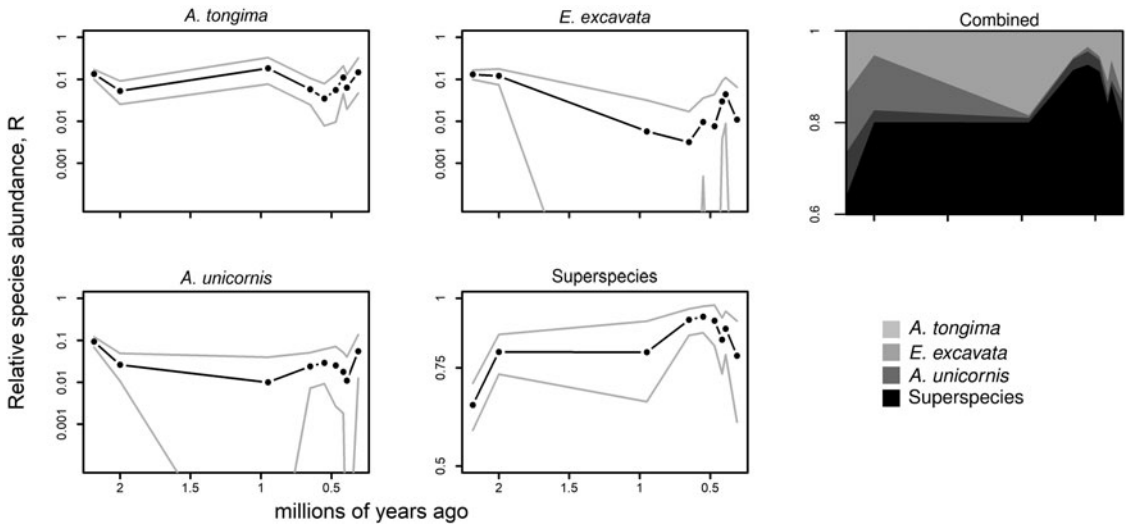 A. tongima
E. excavata
Combined
1
0.1
0.01
0.001
1
0.1
0.01
0.001
1
0.8
0.6
Relative species abundance, R
A. unicornis
Superspecies
1
0.1
0.01
0.001
2
1.5
1
0.5
1
0.75
0.5
2
1.5
1
0.5
millions of years ago
A. tongima
E. excavata
A. unicornis
Superspecies